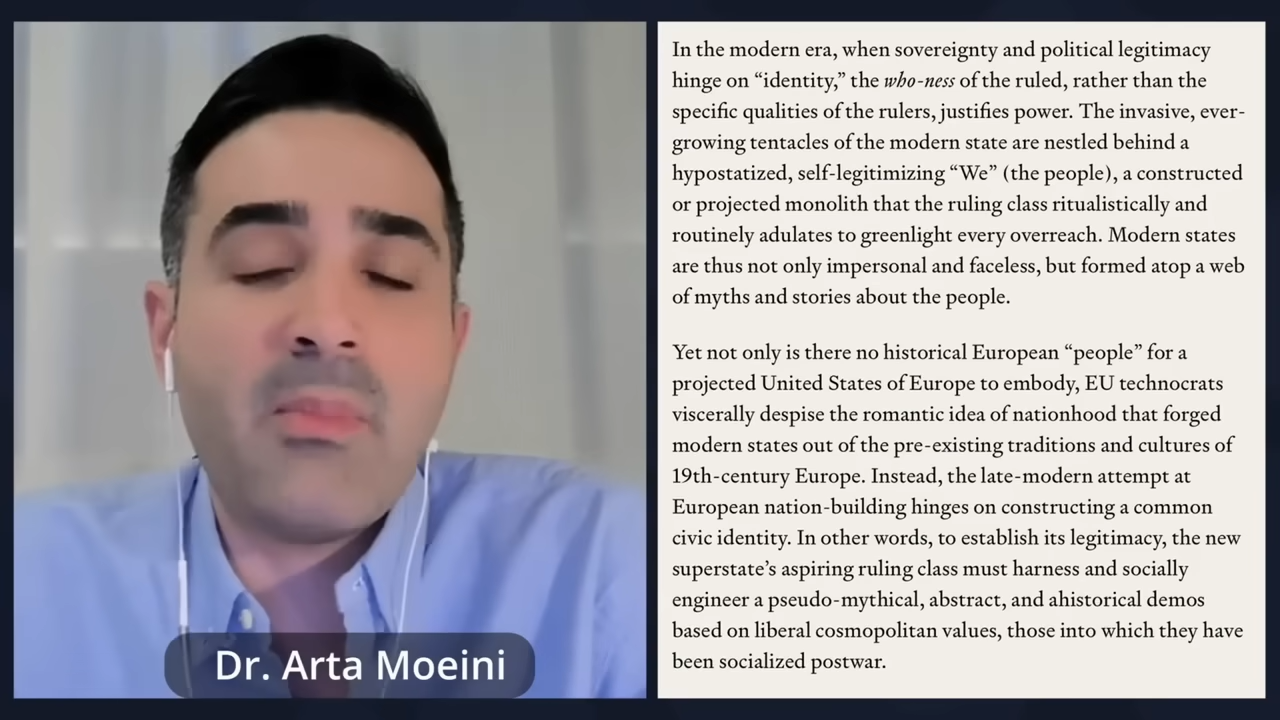 In the modern era, when sovereignty and political legitimacy
hinge on “identity,” the who-ness of the ruled, rather than the
specific qualities of the rulers, justifies power. The invasive, ever-
growing tentacles of the modern state are nestled behind a
hypostatized, self-legitimizing “We” (the people), a constructed
or projected monolith that the ruling class ritualistically and
routinely adulates to greenlight every overreach. Modern states
are thus not only impersonal and faceless, but formed atop a web
of myths and stories about the people.
Yet not only is there no historical European “people” for a
projected United States of Europe to embody, EU technocrats
viscerally despise the romantic idea of nationhood that forged
modern states out of the pre-existing traditions and cultures of
19th-century Europe. Instead, the late-modern attempt at
European nation-building hinges on constructing a common
civic identity. In other words, to establish its legitimacy, the new
superstate’s aspiring ruling class must harness and socially
engineer a pseudo-mythical, abstract, and ahistorical demos
based on liberal cosmopolitan values, those into which they have
been socialized postwar.
Dr. Arta Moeini